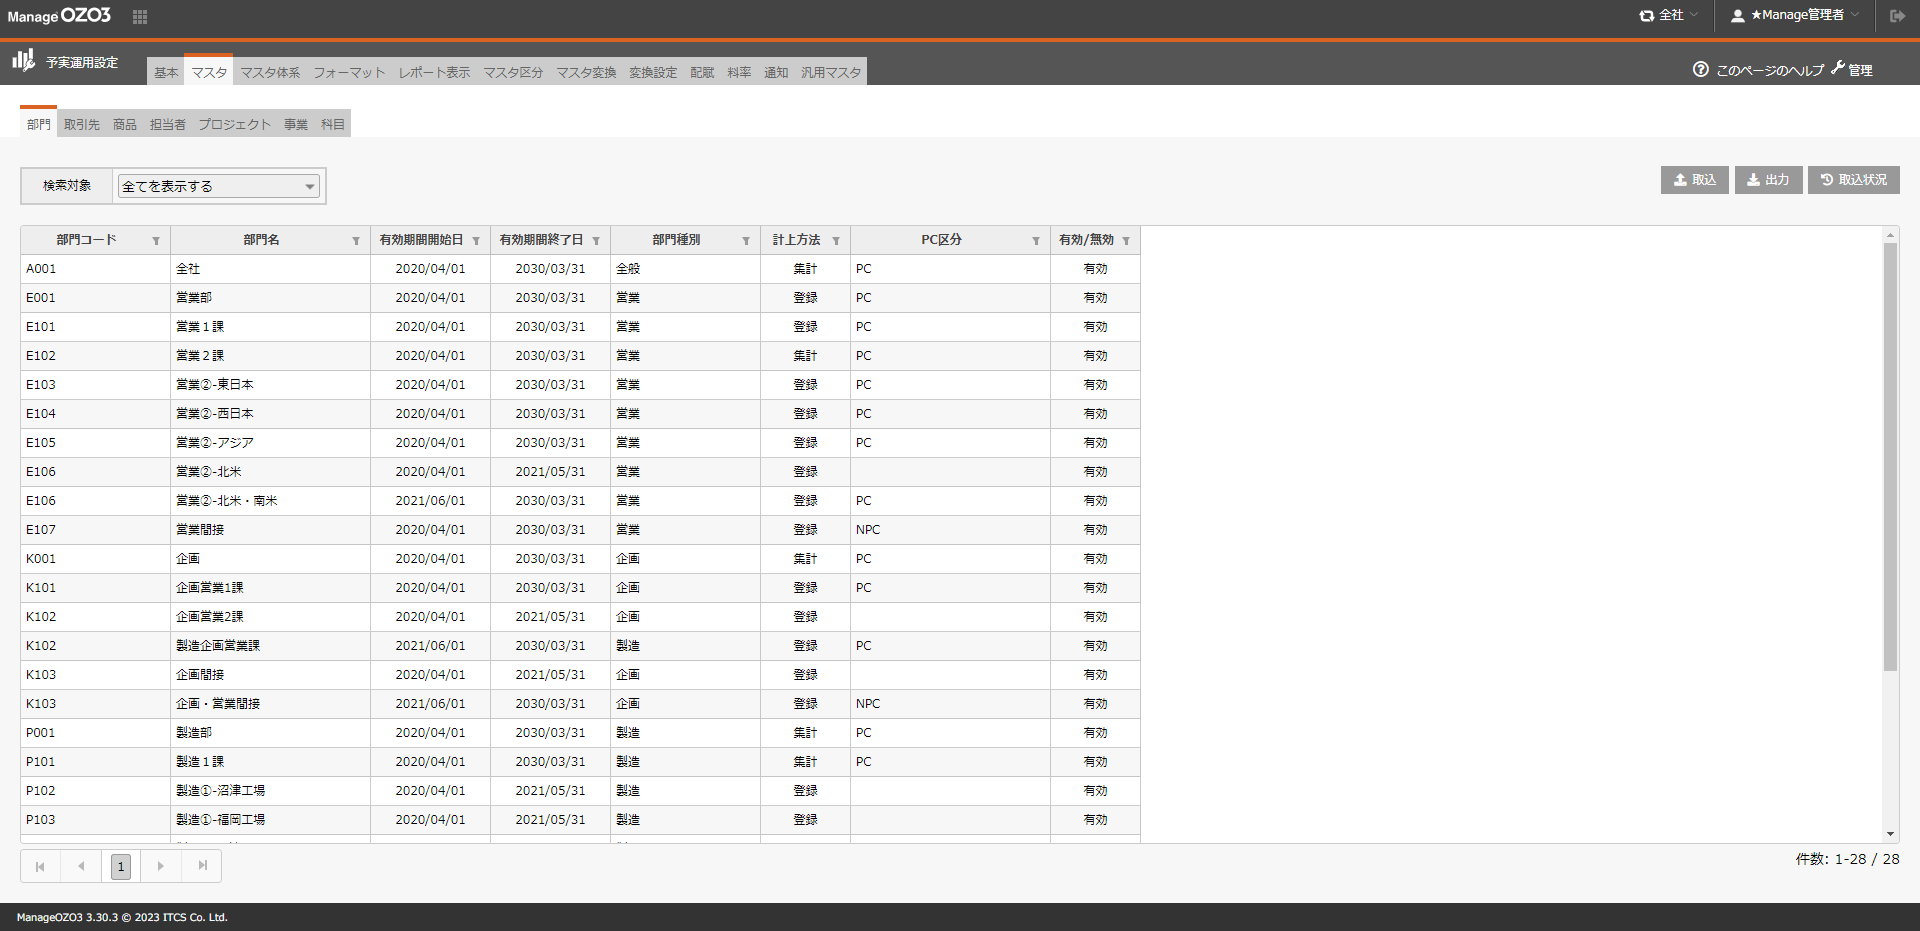 Manage OZO3
全社
★Manage管理者
予実運用設定
基本 マスタ マスタ体系 フォーマット レポート表示 マスタ区分 マスタ変換 変換設定 配賦 料率 通知 汎用マスタ
このページのヘルプ 管理
部門 取引先 商品 担当者 プロジェクト 事業 科目
検索対象 全てを表示する
取込 出力 取込状況
部門コード 部門名 有効期間開始日 有効期間終了日 部門種別 計上方法 PC区分 有効/無効
A001 全社 2020/04/01 2030/03/31 全般 集計 PC 有効
E001 営業部 2020/04/01 2030/03/31 営業 登録 PC 有効
E101 営業１課 2020/04/01 2030/03/31 営業 登録 PC 有効
E102 営業２課 2020/04/01 2030/03/31 営業 集計 PC 有効
E103 営業②-東日本 2020/04/01 2030/03/31 営業 登録 PC 有効
E104 営業②-西日本 2020/04/01 2030/03/31 営業 登録 PC 有効
E105 営業②-アジア 2020/04/01 2030/03/31 営業 登録 PC 有効
E106 営業②-北米 2020/04/01 2021/05/31 営業 登録 有効
E106 営業②-北米・南米 2021/06/01 2030/03/31 営業 登録 PC 有効
E107 営業間接 2020/04/01 2030/03/31 営業 登録 NPC 有効
K001 企画 2020/04/01 2030/03/31 企画 集計 PC 有効
K101 企画営業1課 2020/04/01 2030/03/31 企画 登録 PC 有効
K102 企画営業2課 2020/04/01 2021/05/31 企画 登録 有効
K102 製造企画営業課 2021/06/01 2030/03/31 製造 登録 PC 有効
K103 企画間接 2020/04/01 2021/05/31 企画 登録 有効
K103 企画・営業間接 2021/06/01 2030/03/31 企画 登録 NPC 有効
P001 製造部 2020/04/01 2030/03/31 製造 集計 PC 有効
P101 製造１課 2020/04/01 2030/03/31 製造 集計 PC 有効
P102 製造①-沼津工場 2020/04/01 2021/05/31 製造 登録 有効
P103 製造①-福岡工場 2020/04/01 2021/05/31 製造 登録 有効
1
件数: 1-28 / 28
ManageOZO3 3.30.3 © 2023 ITCS Co. Ltd.